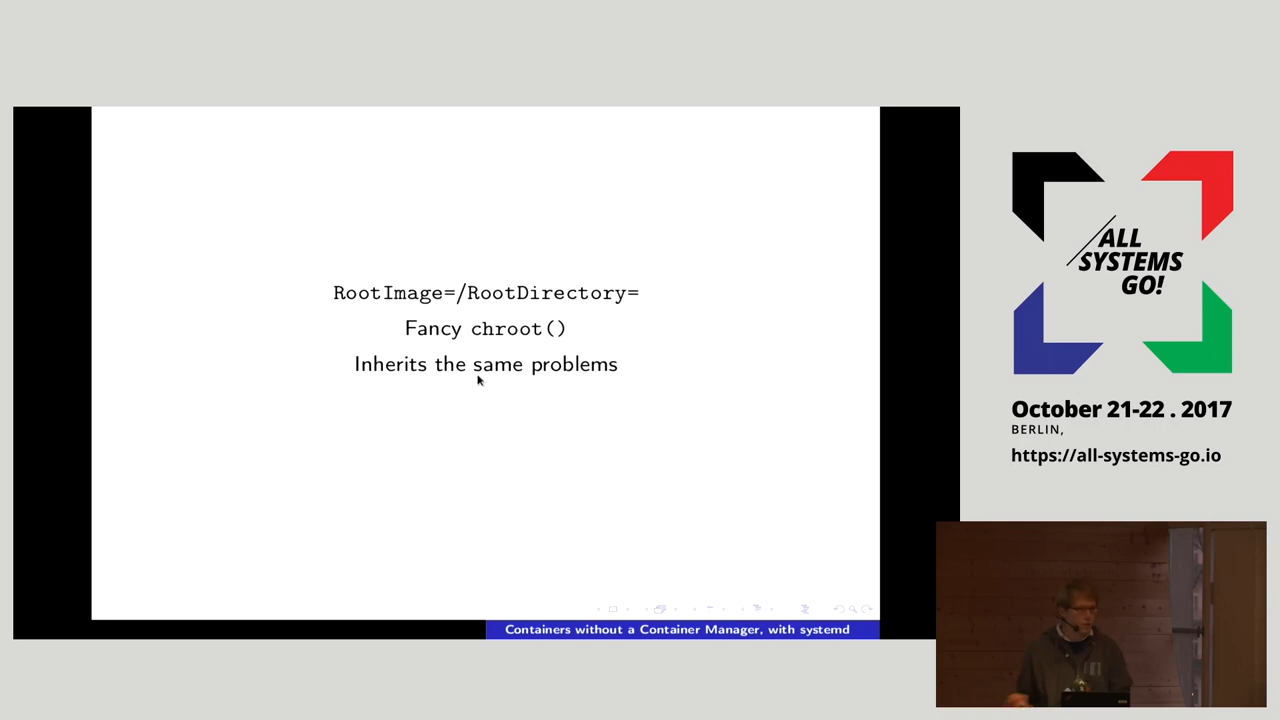 RootImage=/RootDirectory=
Fancy chroot()
Inherits the same problems
Containers without a Container Manager, with systemd
ALL
SYSTEMS
GO!
October 21-22 . 2017
BERLIN,
https://all-systems-go.io